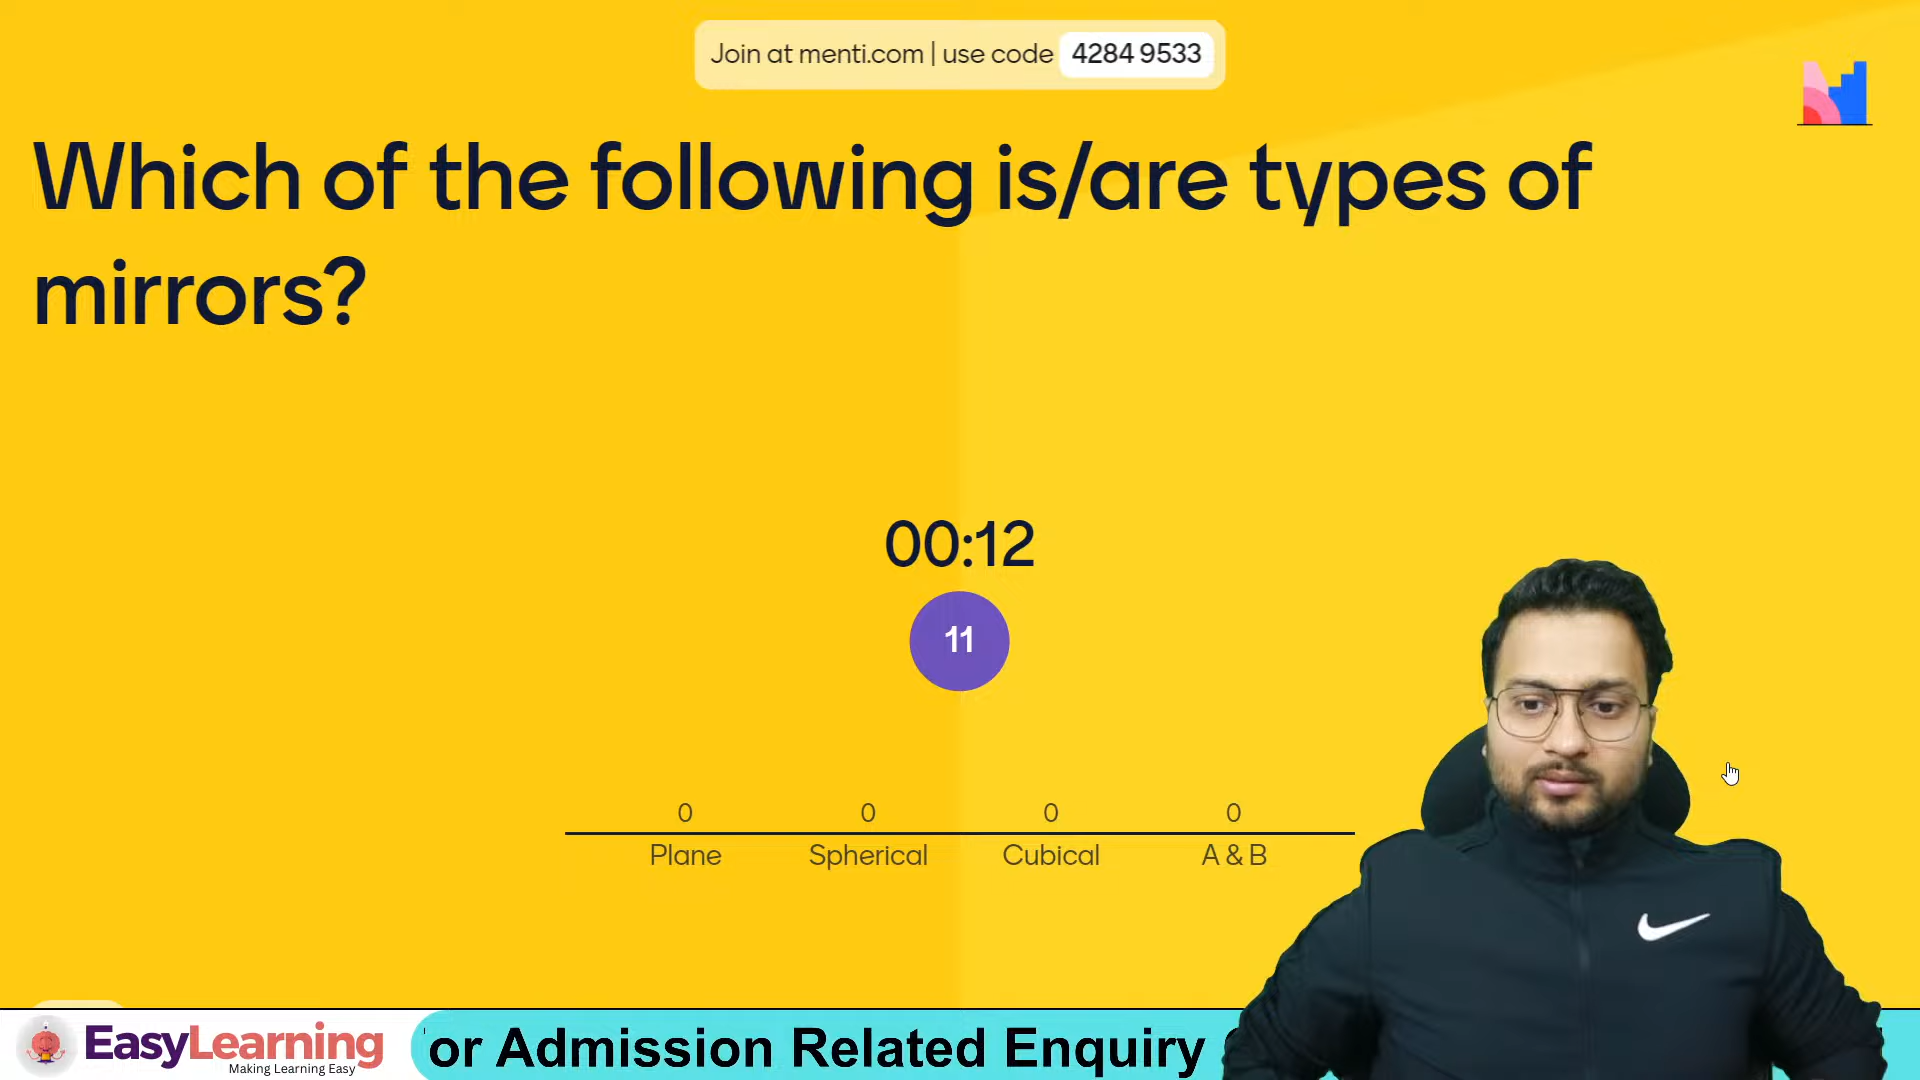 Join at menti.com | use code 4284 9533
Which of the following is/are types of
mirrors?
00:12
11
0 0 0 0
Plane Spherical Cubical A & B
EasyLearning
Making Learning Easy
or Admission Related Enquiry